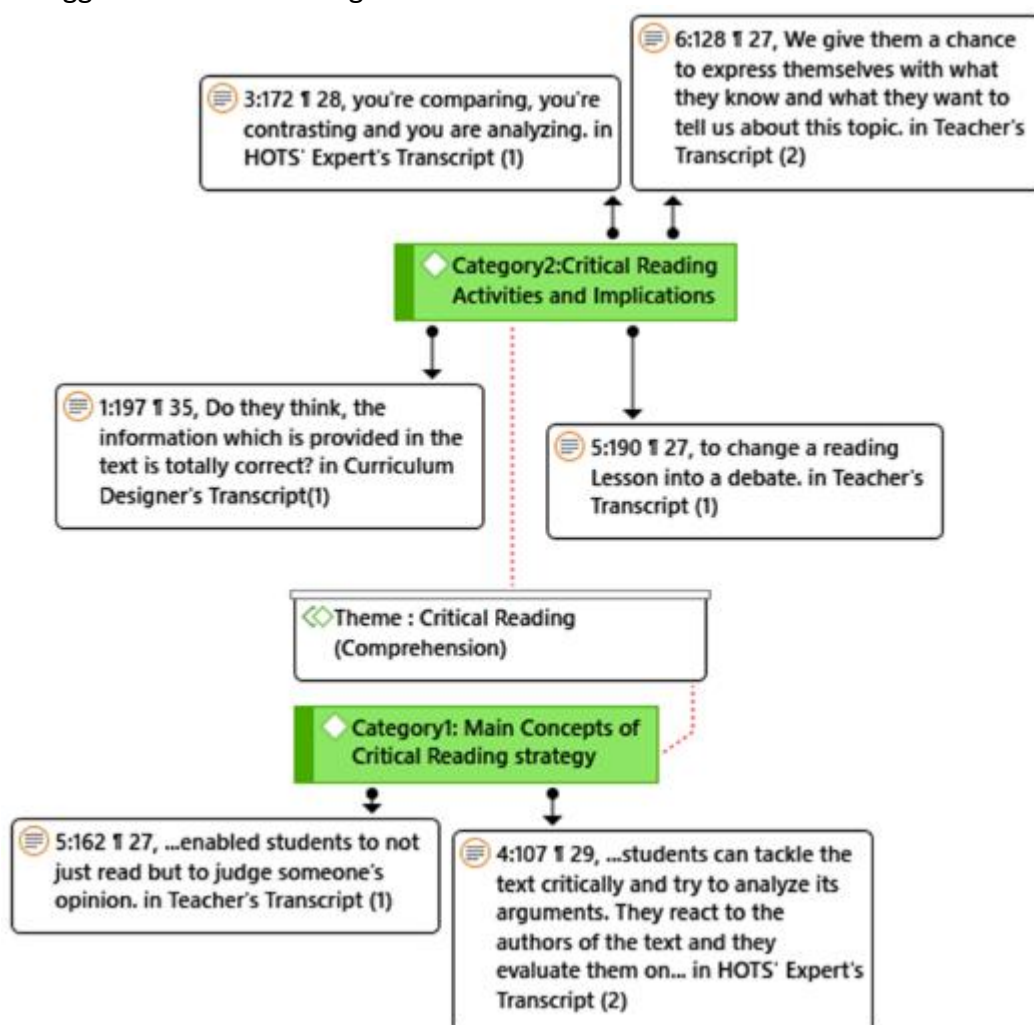 6:128 ¶ 27, We give them a chance
to express themselves with what
they know and what they want to
tell us about this topic. in Teacher's
Transcript (2)
3:172 ¶ 28, you're comparing, you're
contrasting and you are analyzing. in
HOTS' Expert's Transcript (1)
Category2:Critical Reading
Activities and Implications
1:197 ¶ 35, Do they think, the
information which is provided in the
text is totally correct? in Curriculum
Designer's Transcript(1)
5:190 ¶ 27, to change a reading
Lesson into a debate. in Teacher's
Transcript (1)
Theme : Critical Reading
(Comprehension)
Category1: Main Concepts of
Critical Reading strategy
5:162 ¶ 27, ...enabled students to not
just read but to judge someone's
opinion. in Teacher's Transcript (1)
4:107 ¶ 29, ...students can tackle the
text critically and try to analyze its
arguments. They react to the
authors of the text and they
evaluate them on... in HOTS' Expert's
Transcript (2)